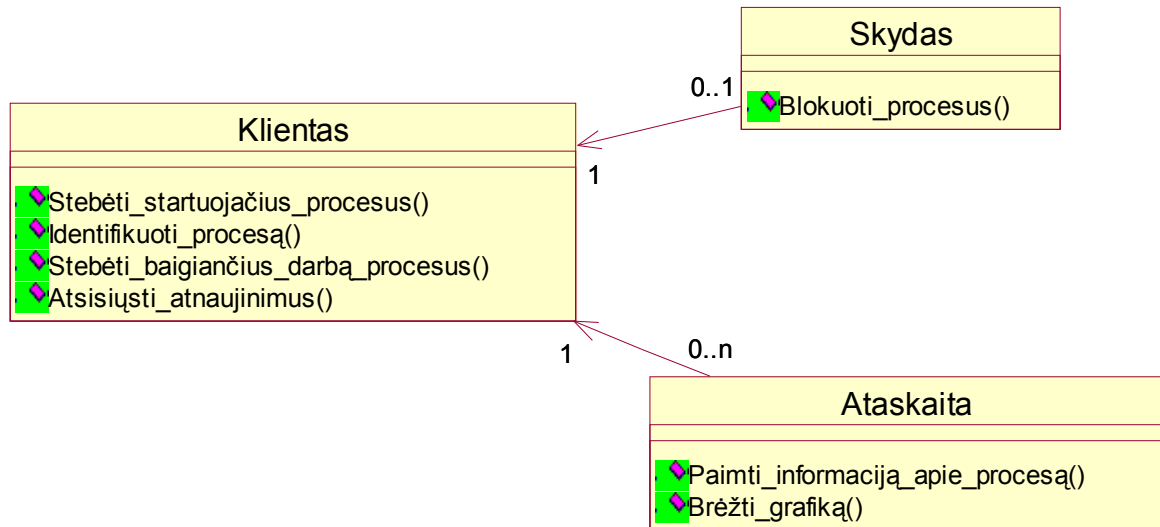 Skydas
Blokuoti_procesus()
0..1
1
Klientas
Stebėti_startuojačius_procesus()
Identifikuoti_procesą()
Stebėti_baigiančius_darbą_procesus()
Atsisiųsti_atnaujinimus()
1
0..n
Ataskaita
Paimti_informaciją_apie_procesą()
Brėžti_grafiką()